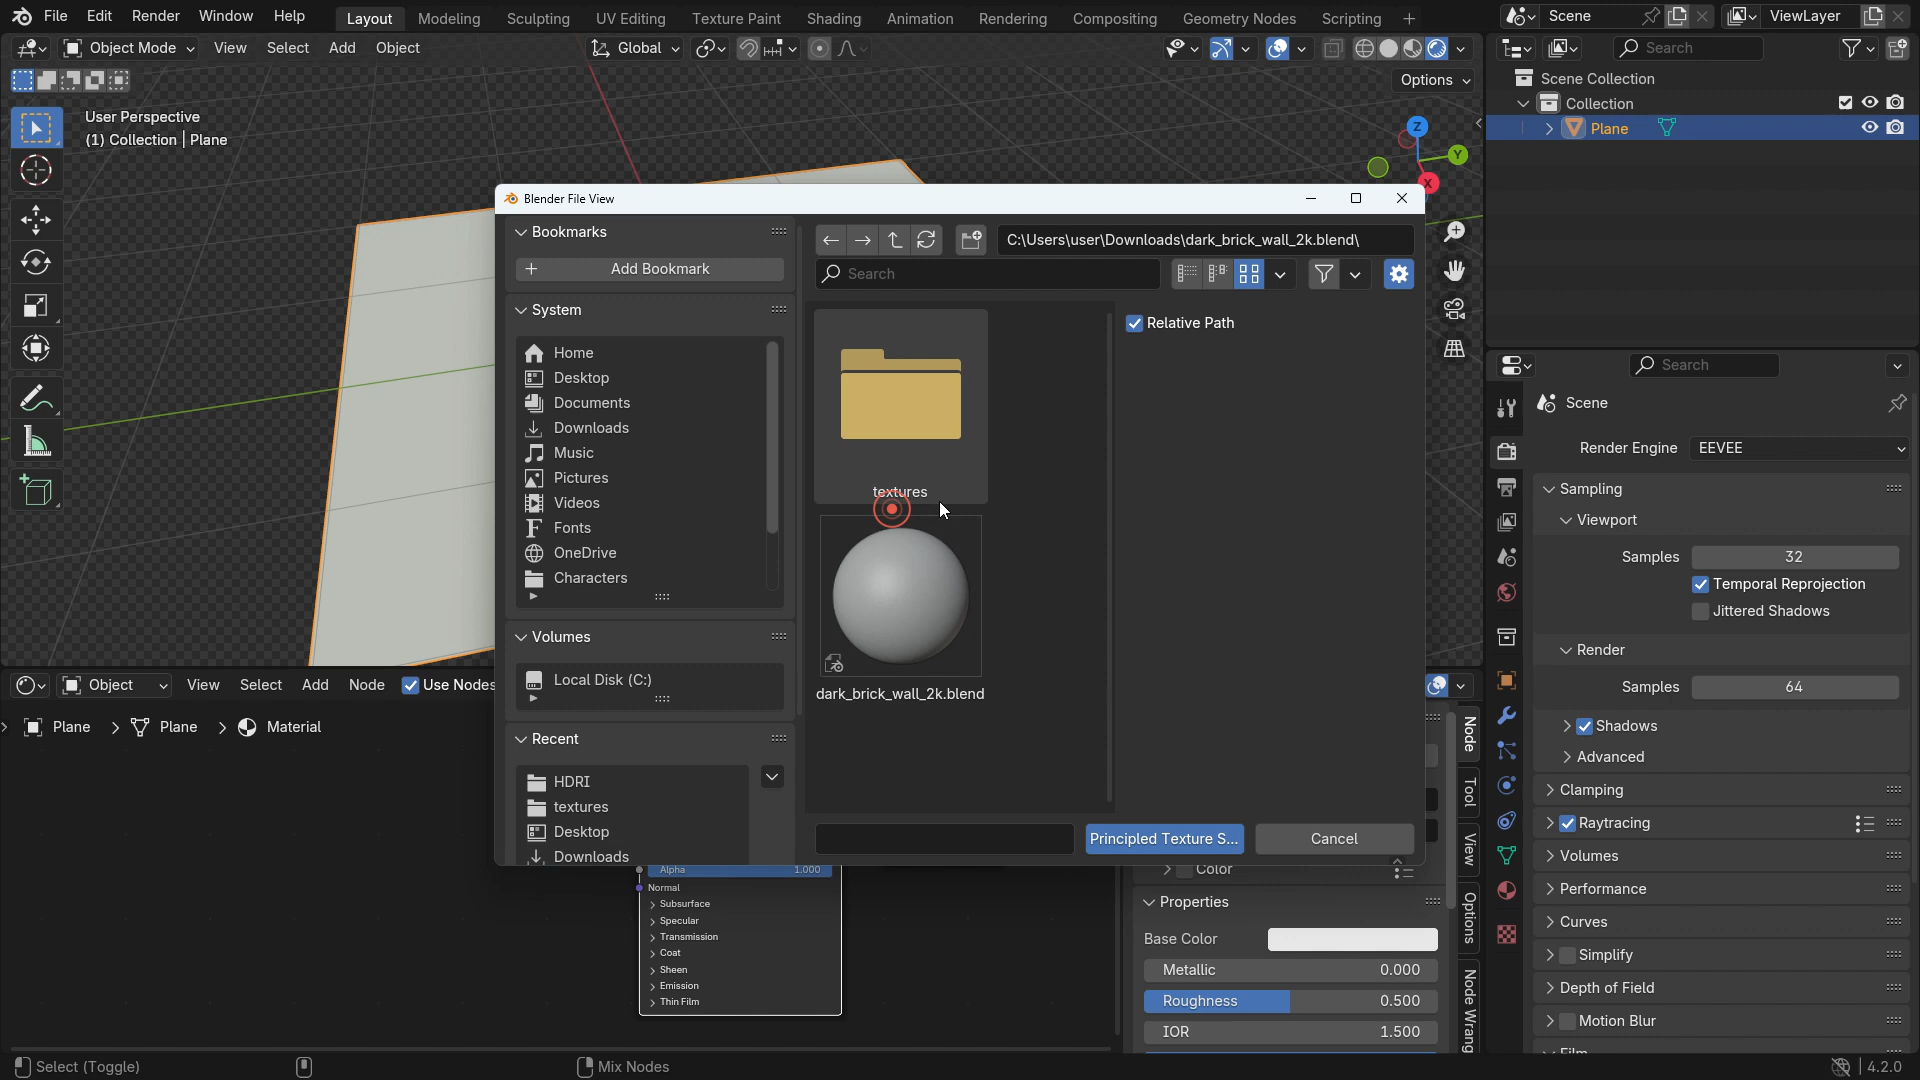 File Edit Render Window Help Layout Modeling Sculpting UV Editing Texture Paint Shading Animation Rendering Compositing Geometry Nodes Scripting + Scene ViewLayer
Object Mode View Select Add Object Global Search
Options
User Perspective
(1) Collection | Plane
Z
Y
X
Scene Collection
Collection
Plane
Blender File View
Bookmarks
Add Bookmark
System
Home
Desktop
Documents
Downloads
Music
Pictures
Videos
Fonts
OneDrive
Characters
Volumes
Local Disk (C:)
Recent
HDRI
textures
Desktop
Downloads
C:\Users\user\Downloads\dark_brick_wall_2k.blend\
Search
Relative Path
textures
dark_brick_wall_2k.blend
Principled Texture S...
Cancel
Object View Select Add Node Use Nodes
Plane Plane Material
Alpha 1.000
Normal
Subsurface
Specular
Transmission
Coat
Sheen
Emission
Thin Film
Color
Properties
Base Color
Metallic 0.000
Roughness 0.500
IOR 1.500
Node
Tool
View
Options
Node Wrang
Search
Scene
Render Engine EEVEE
Sampling
Viewport
Samples 32
Temporal Reprojection
Jittered Shadows
Render
Samples 64
Shadows
Advanced
Clamping
Raytracing
Volumes
Performance
Curves
Simplify
Depth of Field
Motion Blur
Film
Select (Toggle)
Mix Nodes
4.2.0